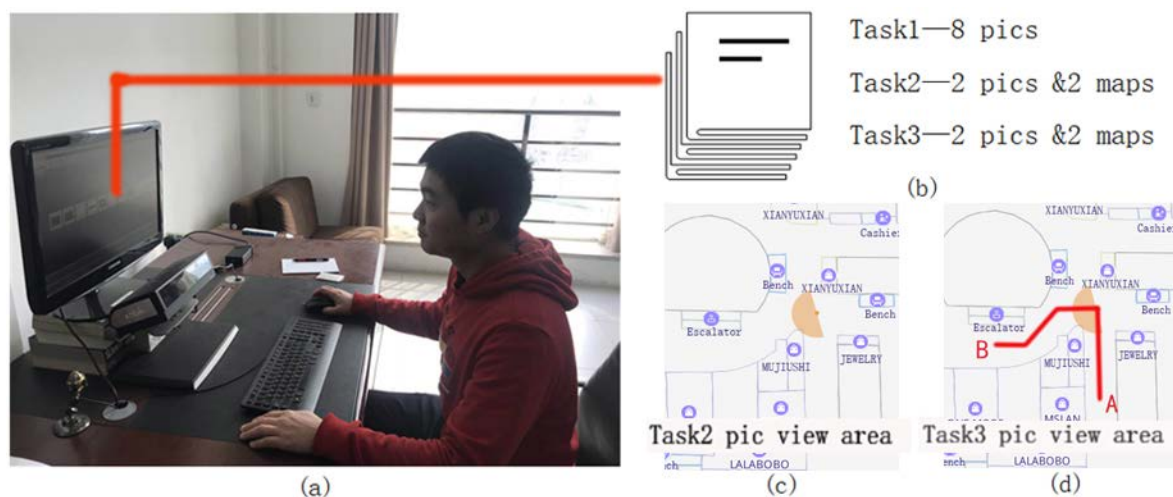 Task1—8 pics
Task2—2 pics &2 maps
Task3—2 pics &2 maps
(b)
(a)
XIANYUXIAN
Cashie
Bench
XIANYUXIAN
Bench
Escalator
MUJIUSHI
JEWELRY
Task2 pic view area
LALABOBO
(c)
XIANYUXIAN
Cashier
Bench
XIANYUXIAN
Bench
Escalator
B
MUJIUSHI
JEWELRY
A
MSLAN
Task3 pic view area
ench
LALABOBO
(d)